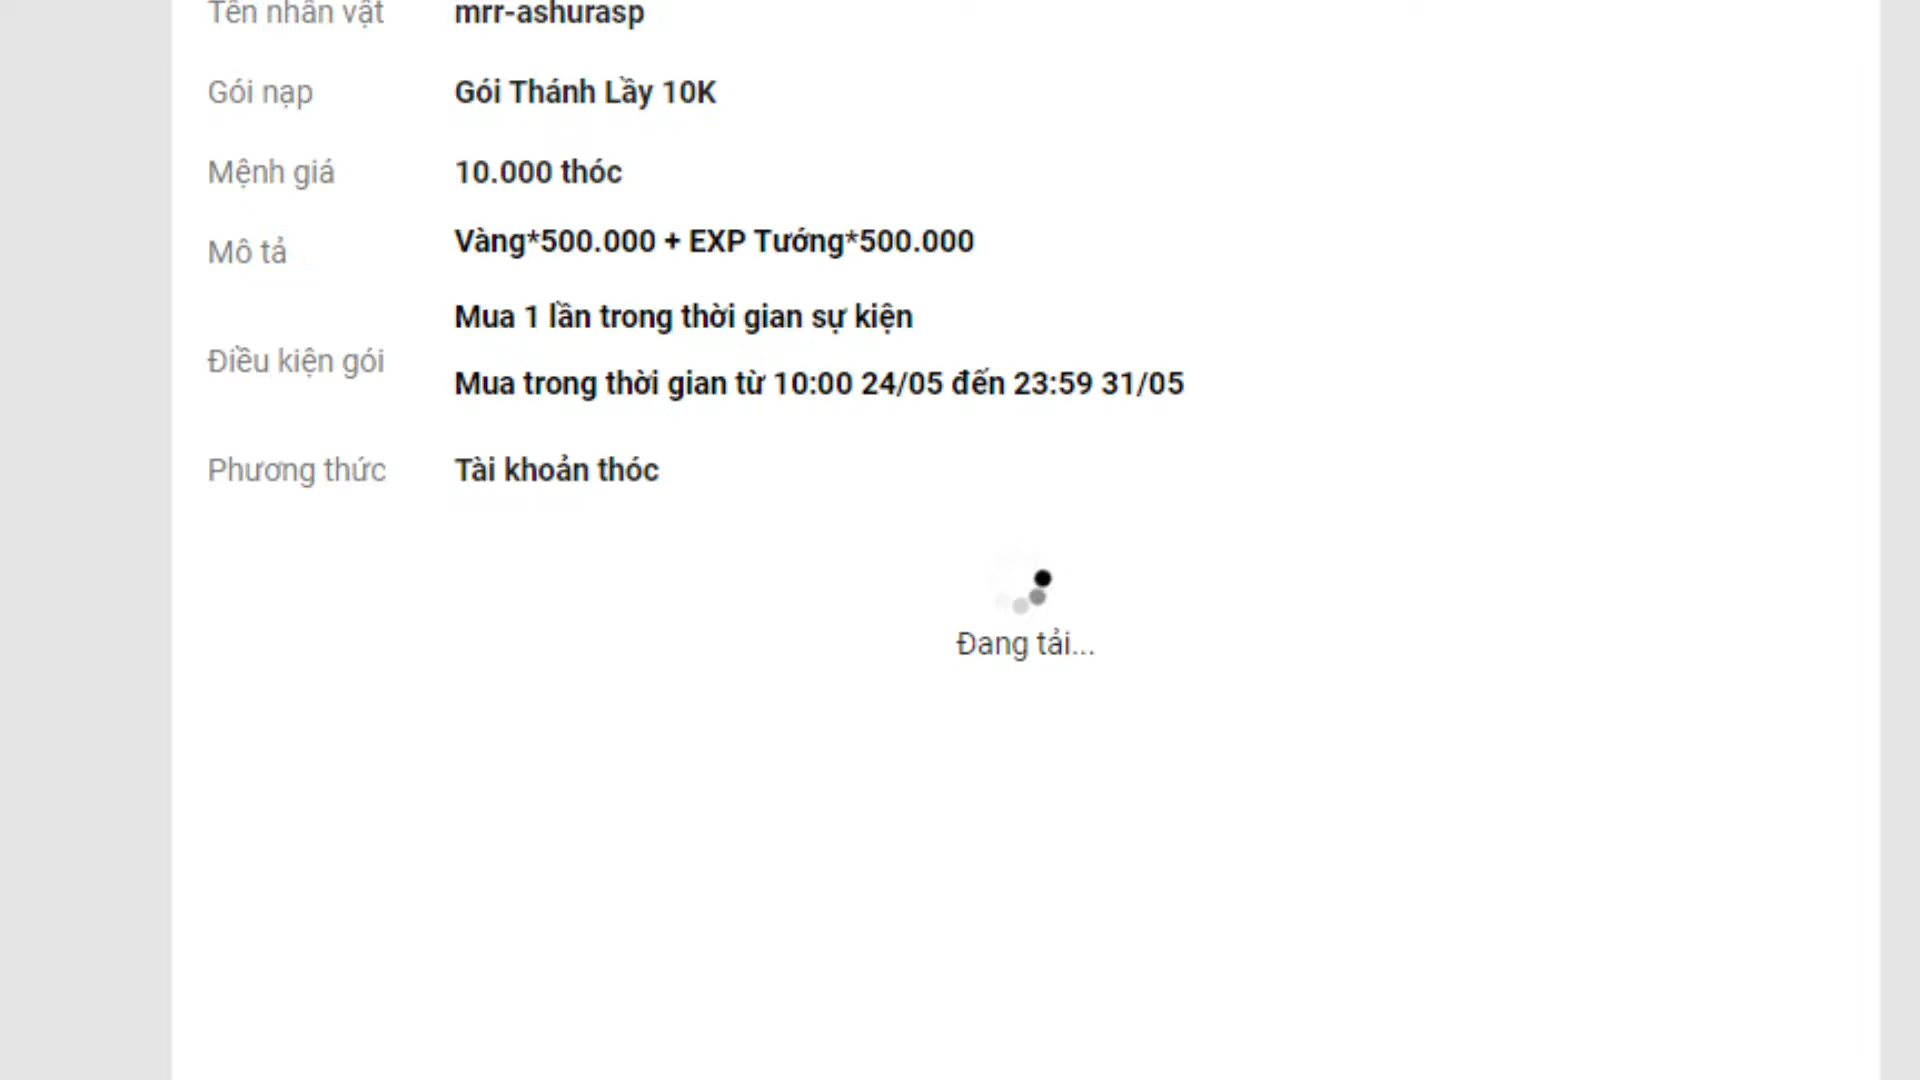 Tên nhân vật mrr-ashurasp
Gói nạp Gói Thánh Lầy 10K
Mệnh giá 10.000 thóc
Mô tả Vàng*500.000 + EXP Tướng*500.000
Mua 1 lần trong thời gian sự kiện
Điều kiện gói
Mua trong thời gian từ 10:00 24/05 đến 23:59 31/05
Phương thức Tài khoản thóc
Đang tải...